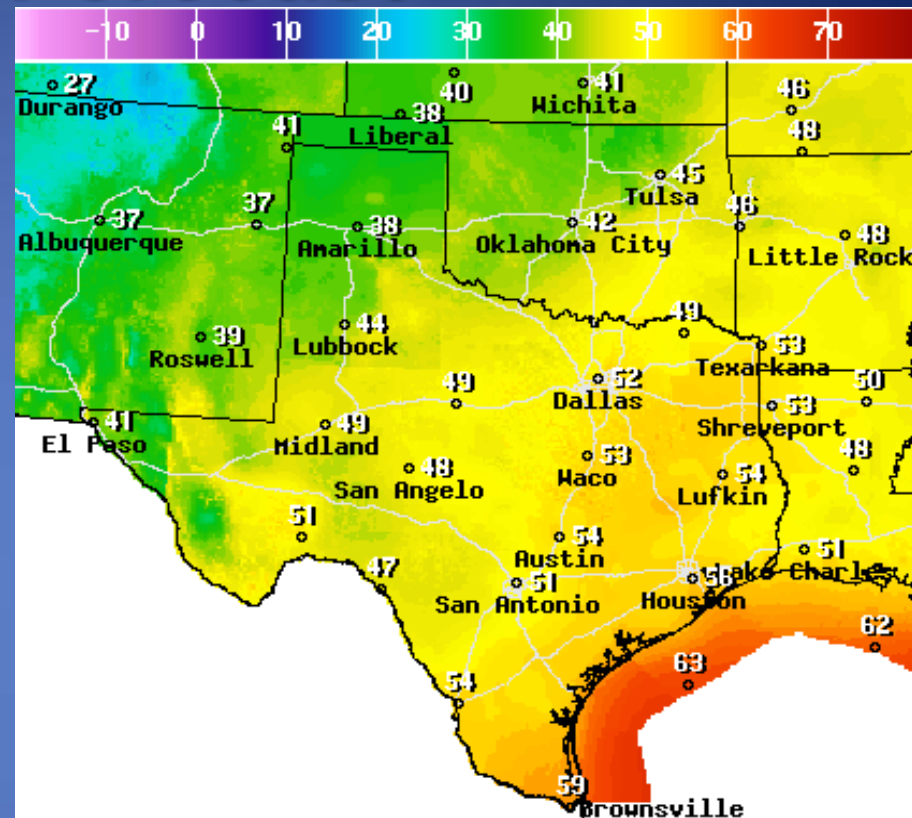 -10 0 10 20 30 40 50 60 70
27
Durango
40
41
Wichita
46
38
Liberal
41
48
45
Tulsa
37
Albuquerque
37
38
Amarillo
42
Oklahoma City
46
48
Little Rock
39
Roswell
44
Lubbock
49
53
Texarkana
52
Dallas
49
50
53
Shreveport
41
El Paso
49
Midland
48
San Angelo
53
Waco
54
Lufkin
48
51
54
Austin
51
Lake Charles
47
51
San Antonio
56
Houston
62
63
54
59
Brownsville